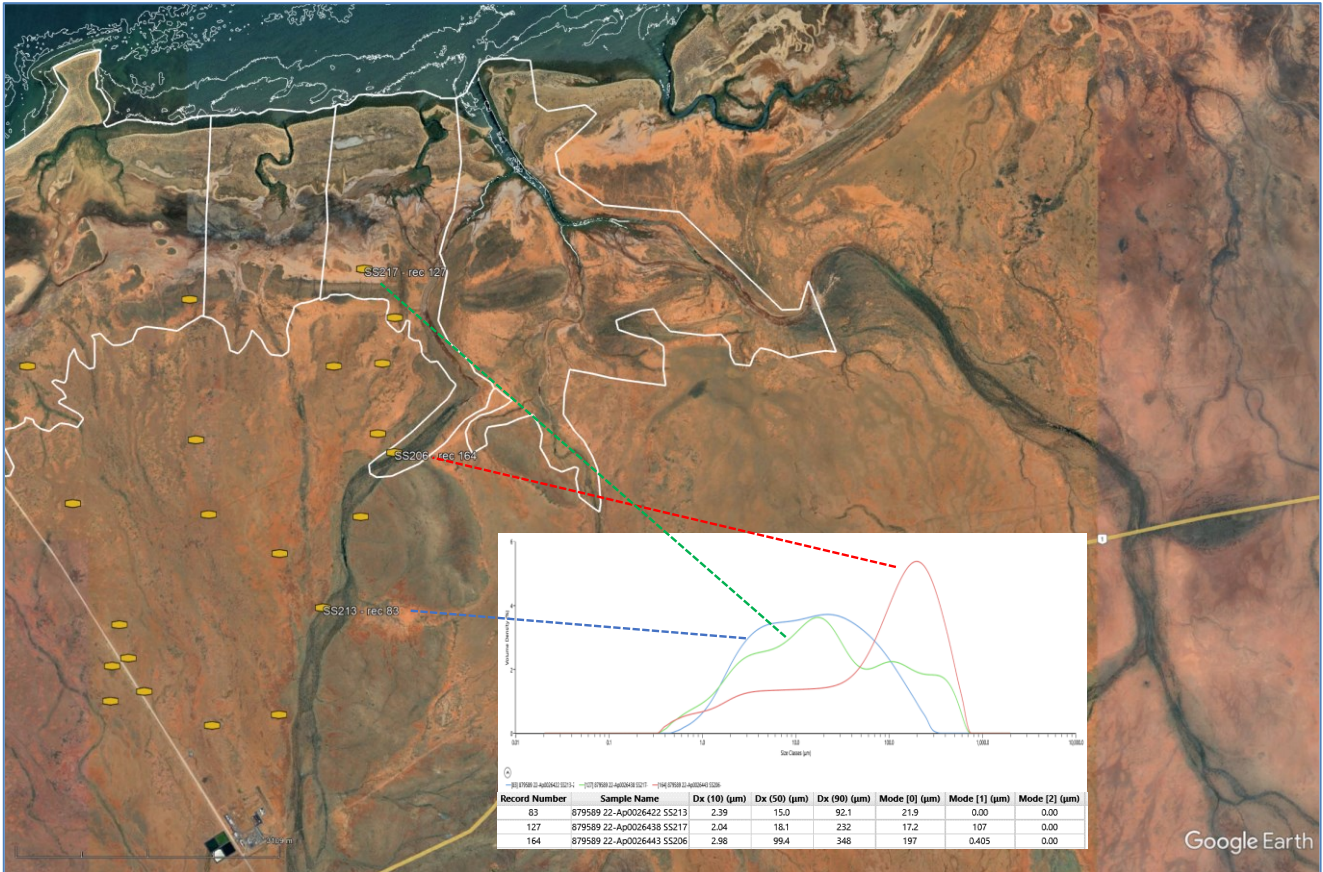 SS217 - rec 127
SS206 - rec 164
SS213 - rec 83
1
Volume Density (%)
8
4
2
0
0.01 0.1 1.0 10.0 100.0 1,000.0 10,000.0
Size Classes (µm)
Record Number Sample Name Dx (10) (µm) Dx (50) (µm) Dx (90) (µm) Mode [0] (µm) Mode [1] (µm) Mode [2] (µm)
83 879589 22-Ap0026422 SS213 2.39 15.0 92.1 21.9 0.00 0.00
127 879589 22-Ap0026438 SS217 2.04 18.1 232 17.2 107 0.00
164 879589 22-Ap0026443 SS206 2.98 99.4 348 197 0.405 0.00
Google Earth